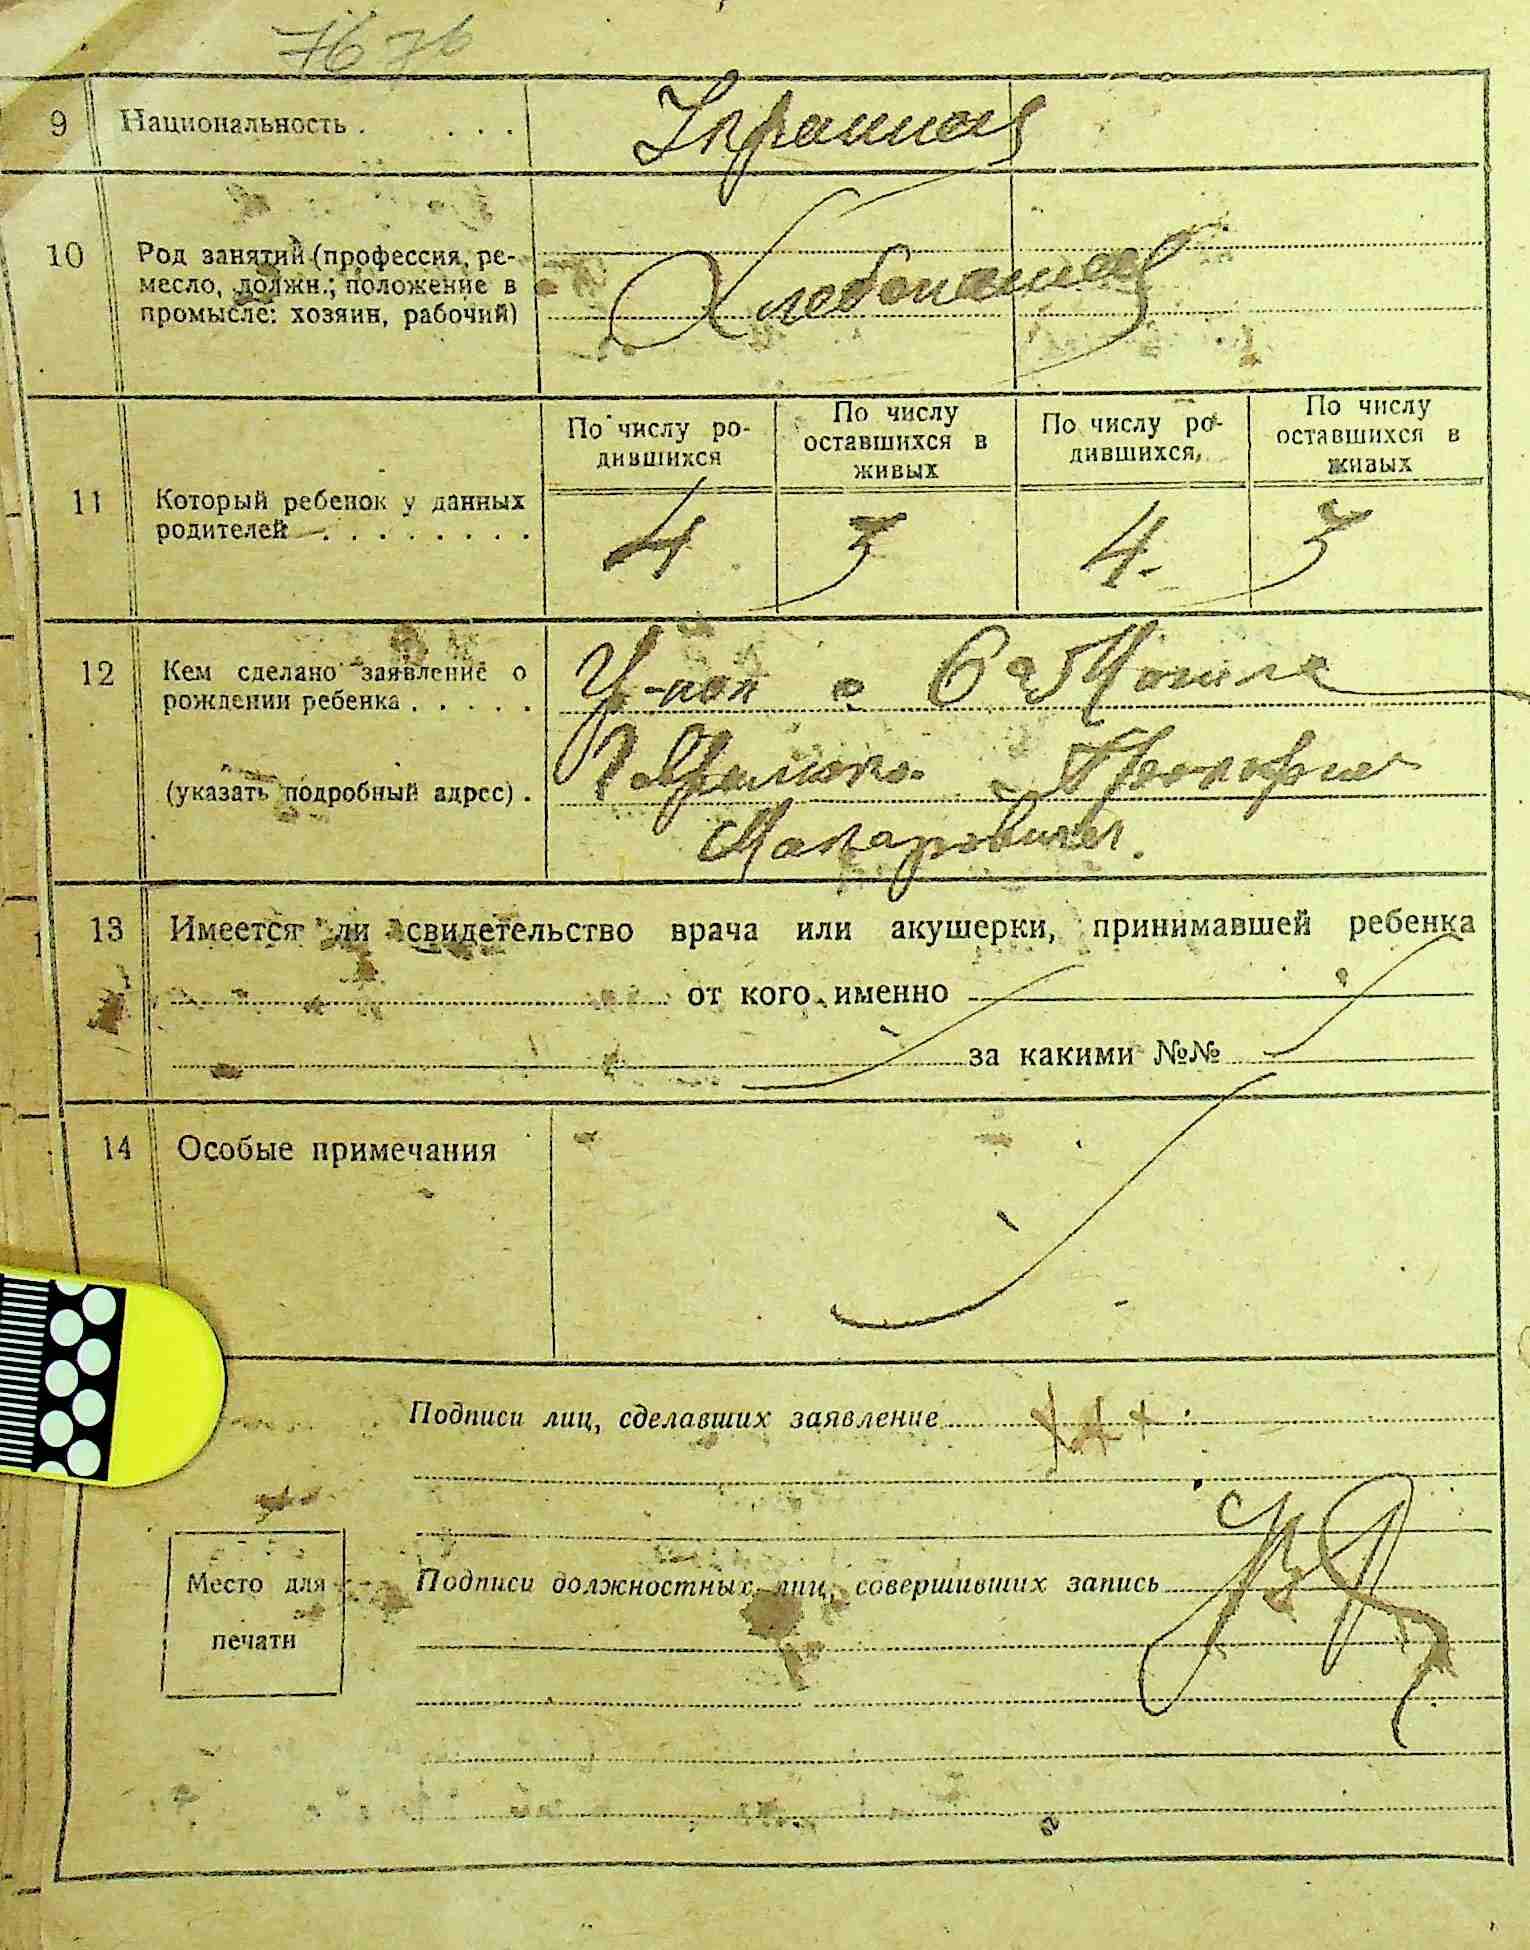 76 76
9 Национальность . . . . .
10 Род занятий (профессия, ре-
месло, должн.; положение в
промысле: хозяин, рабочий)
Хлебопашец
По числу ро-
дившихся
По числу
оставшихся в
живых
По числу ро-
дившихся,
По числу
оставшихся в
живых
11 Который ребенок у данных
родителей . . . . . . . .
4 3 4. 3
12 Кем сделано заявление о
рождении ребенка . . . . .
(указать подробный адрес) .
Макаровичем.
13 Имеется ли свидетельство врача или акушерки, принимавшей ребенка
от кого именно
за какими №№
14 Особые примечания
Подписи лиц, сделавших заявление +++
Место для
печати
Подписи должностных лиц, совершивших запись